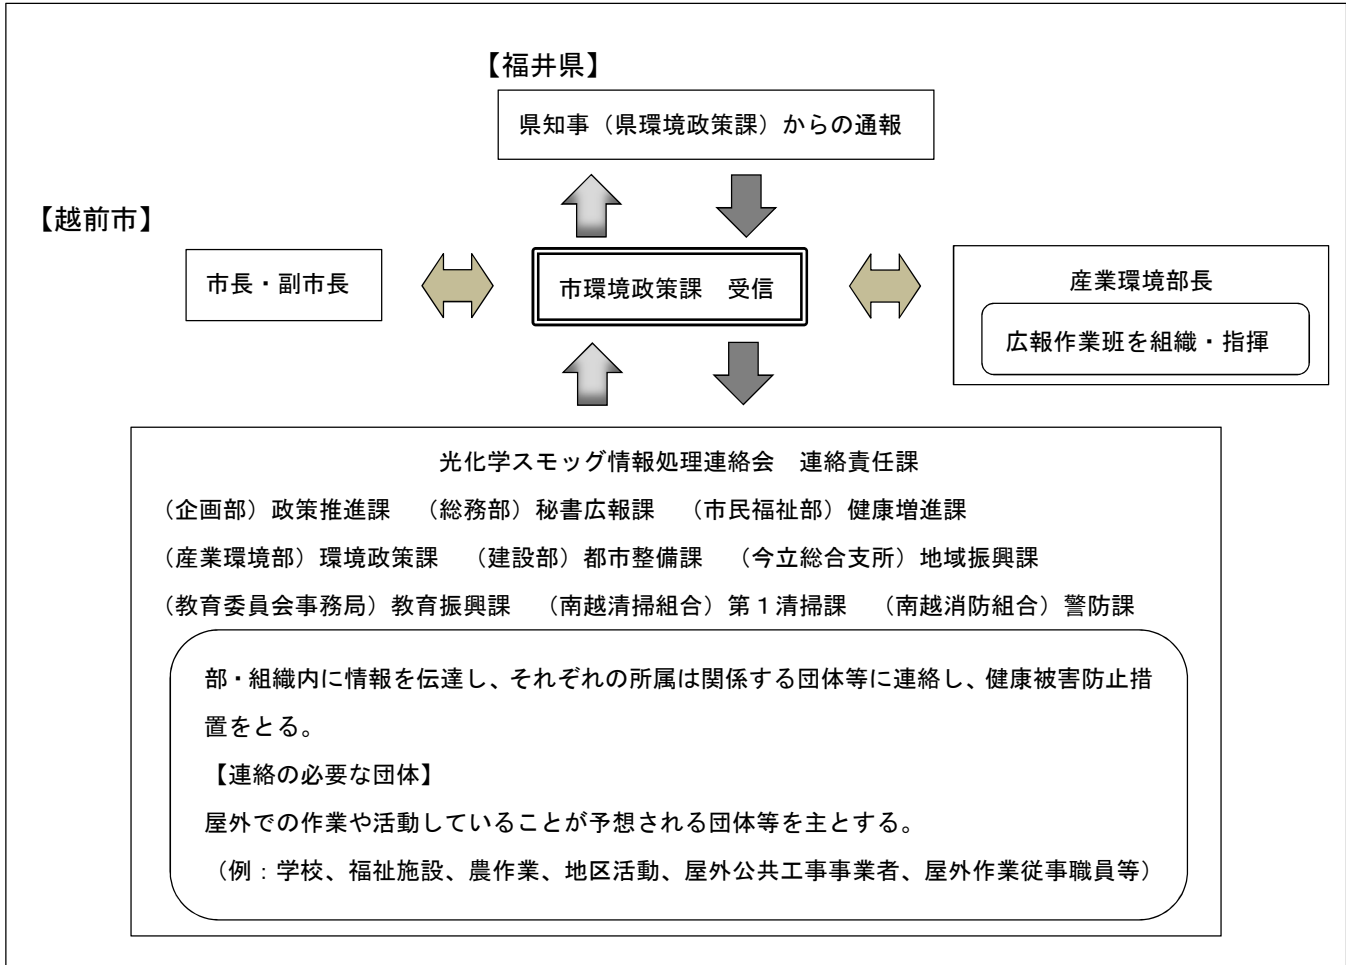 【福井県】
県知事（県環境政策課）からの通報
【越前市】
市長・副市長
市環境政策課　受信
産業環境部長
広報作業班を組織・指揮
光化学スモッグ情報処理連絡会　連絡責任課
（企画部）政策推進課　（総務部）秘書広報課　（市民福祉部）健康増進課
（産業環境部）環境政策課　（建設部）都市整備課　（今立総合支所）地域振興課
（教育委員会事務局）教育振興課　（南越清掃組合）第１清掃課　（南越消防組合）警防課
部・組織内に情報を伝達し、それぞれの所属は関係する団体等に連絡し、健康被害防止措
置をとる。
【連絡の必要な団体】
屋外での作業や活動していることが予想される団体等を主とする。
（例：学校、福祉施設、農作業、地区活動、屋外公共工事事業者、屋外作業従事職員等）